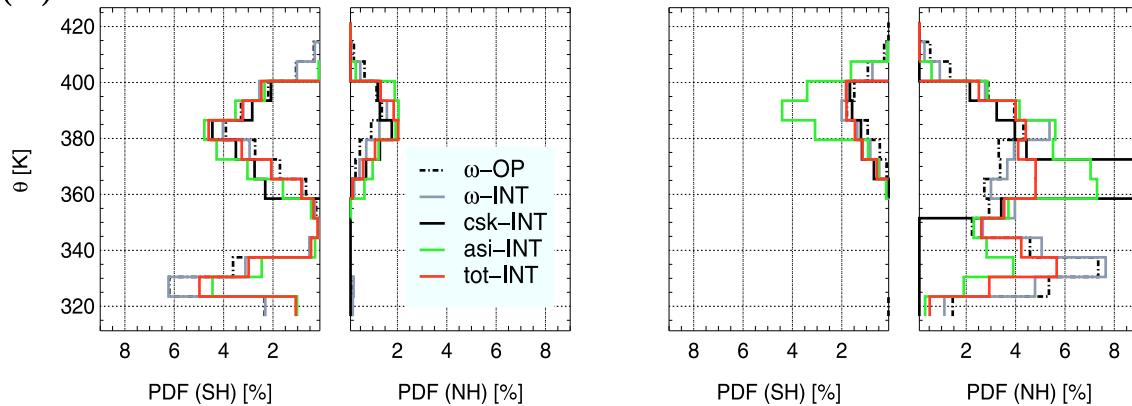 420
400
380
360
340
320
θ [K]
ω−OP
ω−INT
csk−INT
asi−INT
tot−INT
8 6 4 2 2 4 6 8 8 6 4 2 2 4 6 8
PDF (SH) [%] PDF (NH) [%] PDF (SH) [%] PDF (NH) [%]